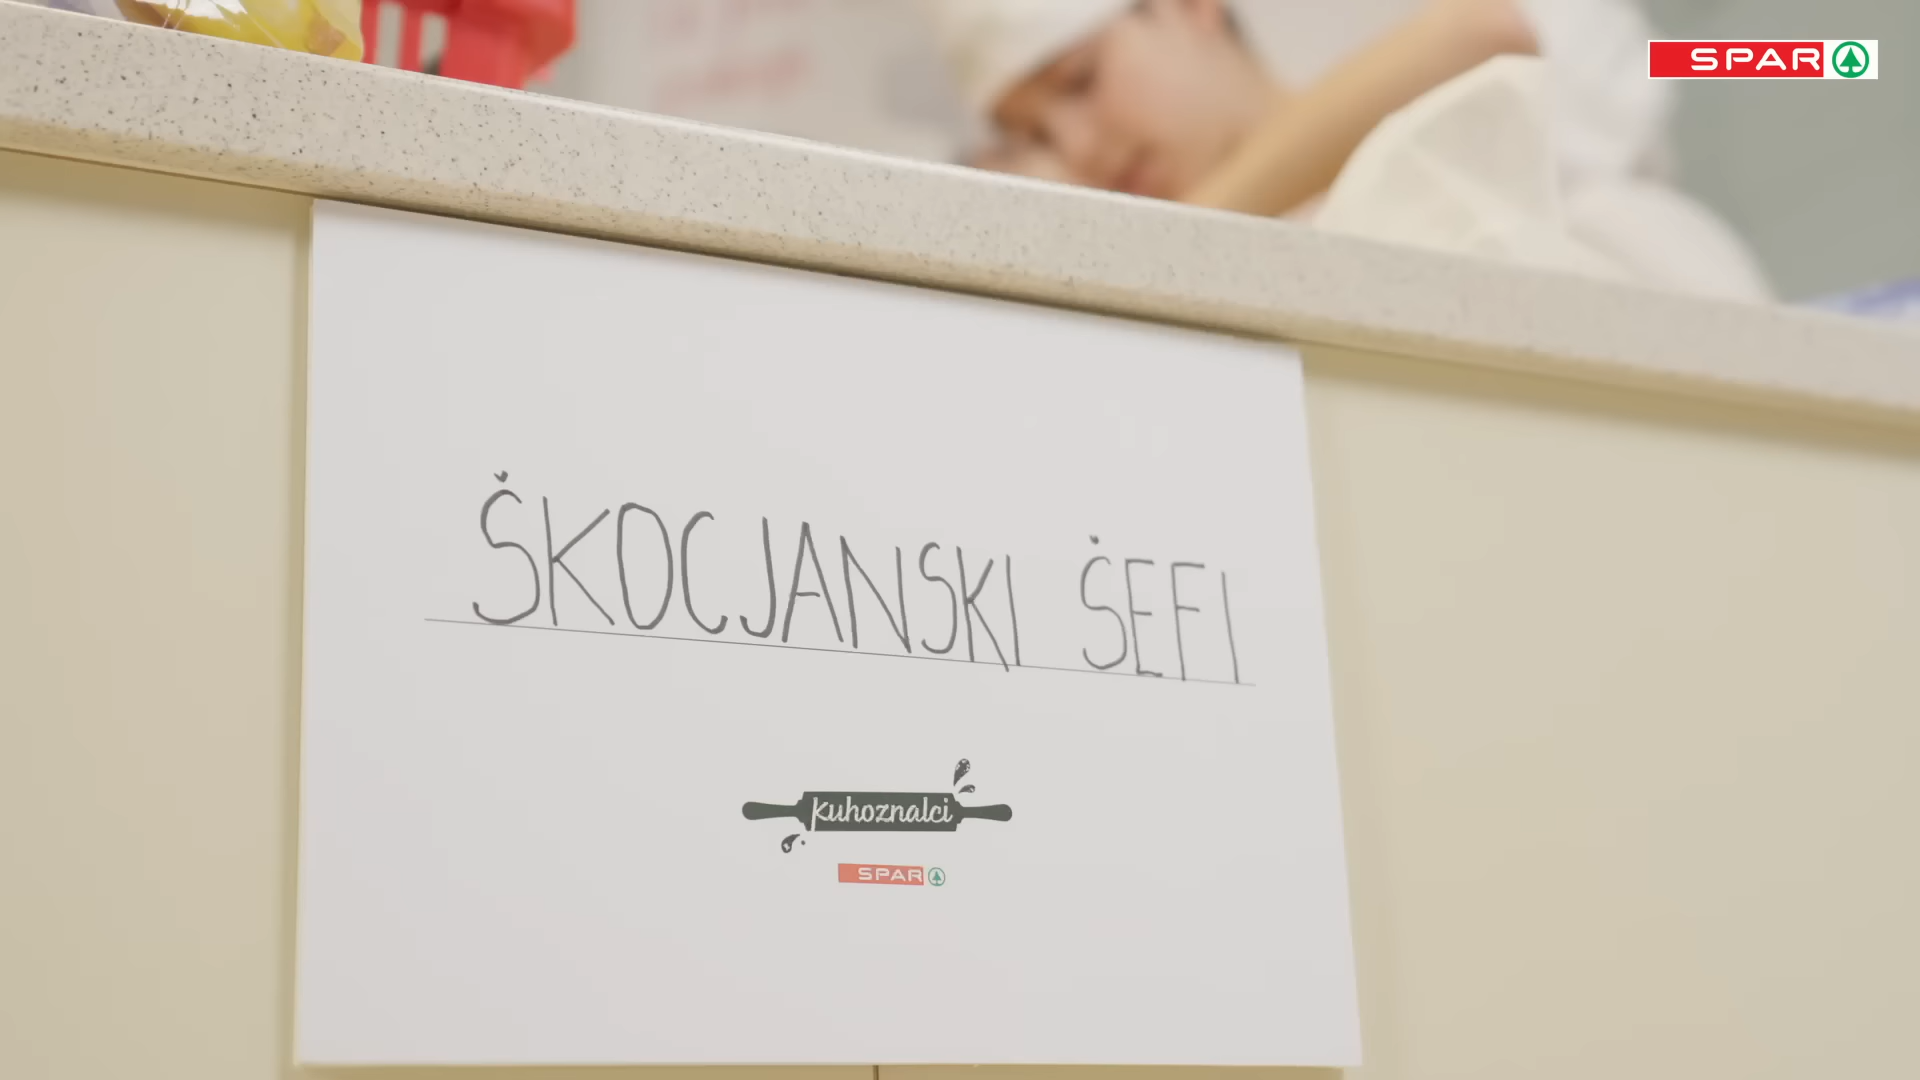 SPAR
ŠKOCJANSKI ŠEFI
kuhoznalci
SPAR